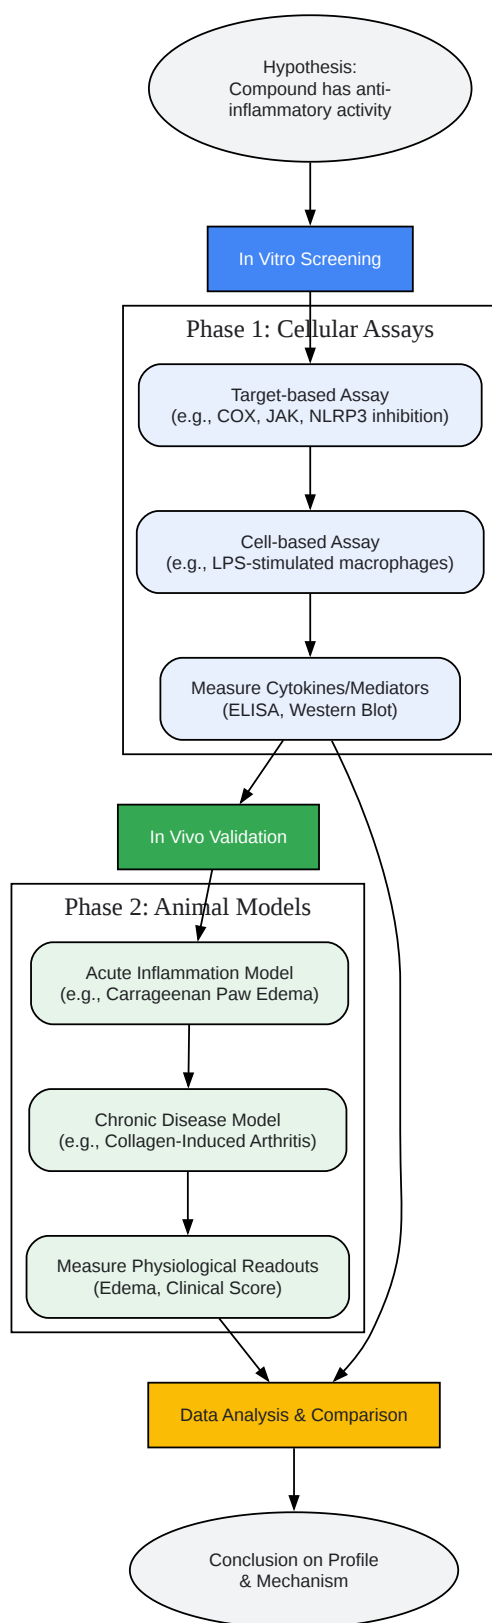 Hypothesis:
Compound has anti-
inflammatory activity
In Vitro Screening
Phase 1: Cellular Assays
Target-based Assay
(e.g., COX, JAK, NLRP3 inhibition)
Cell-based Assay
(e.g., LPS-stimulated macrophages)
Measure Cytokines/Mediators
(ELISA, Western Blot)
In Vivo Validation
Phase 2: Animal Models
Acute Inflammation Model
(e.g., Carrageenan Paw Edema)
Chronic Disease Model
(e.g., Collagen-Induced Arthritis)
Measure Physiological Readouts
(Edema, Clinical Score)
Data Analysis & Comparison
Conclusion on Profile
& Mechanism